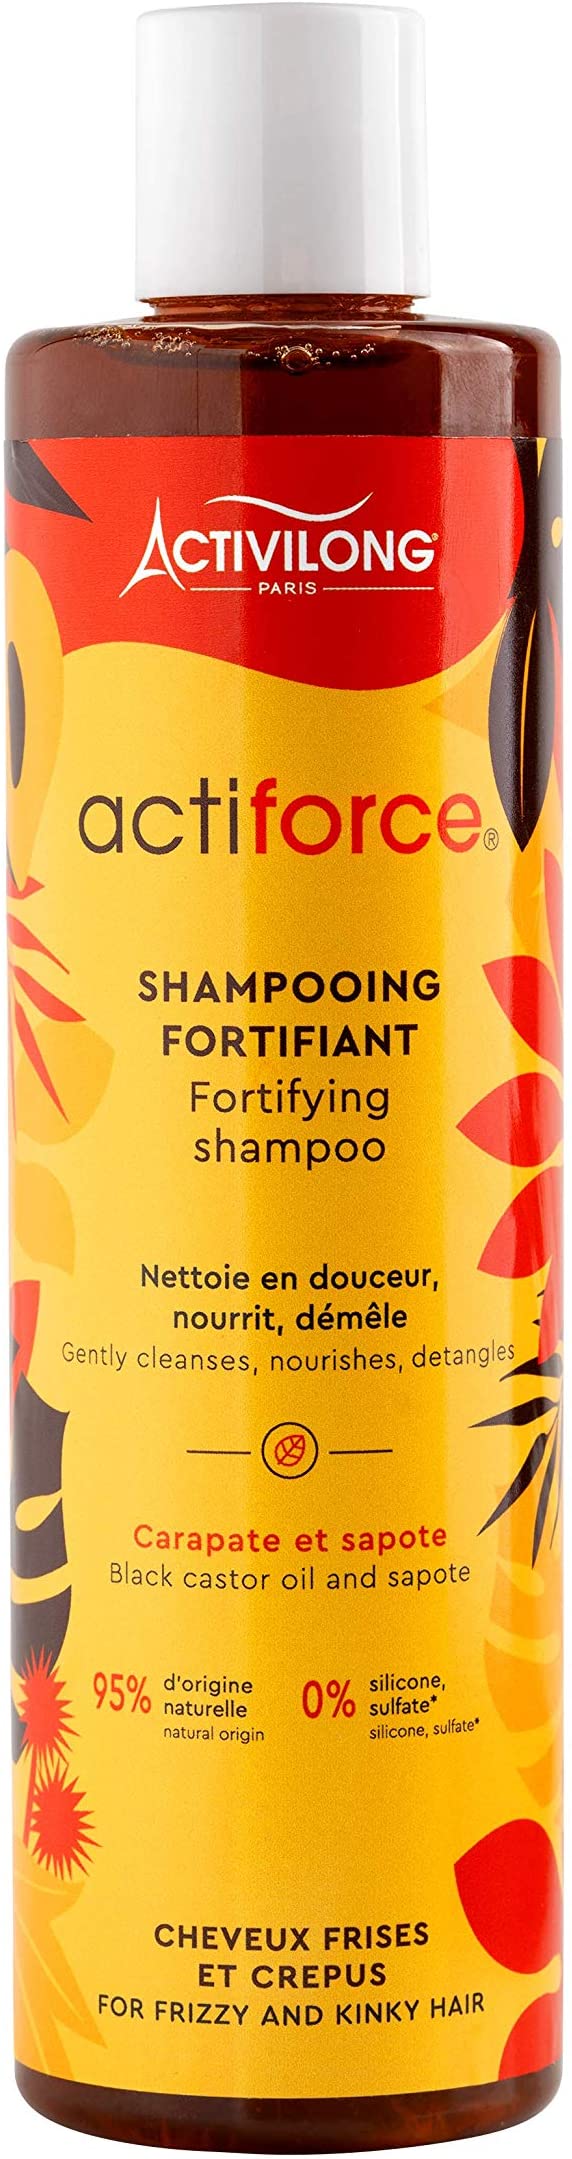 ACTIVILONG®
PARIS
actiforce®
SHAMPOOING
FORTIFIANT
Fortifying
shampoo
Nettoie en douceur,
nourrit, démêle
Gently cleanses, nourishes, detangles
Carapate et sapote
Black castor oil and sapote
95% d'origine
naturelle
natural origin
0% silicone,
sulfate*
silicone, sulfate*
CHEVEUX FRISES
ET CREPUS
FOR FRIZZY AND KINKY HAIR